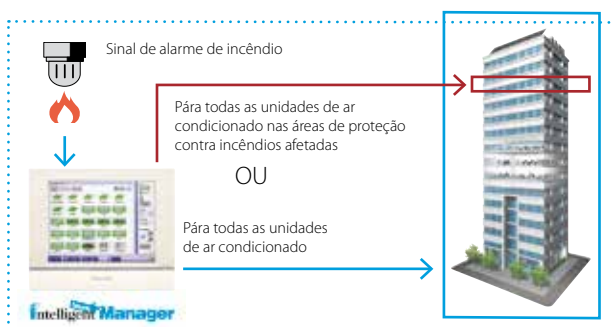 Sinal de alarme de incêndio
Pára todas as unidades de ar
condicionado nas áreas de proteção
contra incêndios afetadas
OU
Pára todas as unidades
de ar condicionado
intelligent Manager